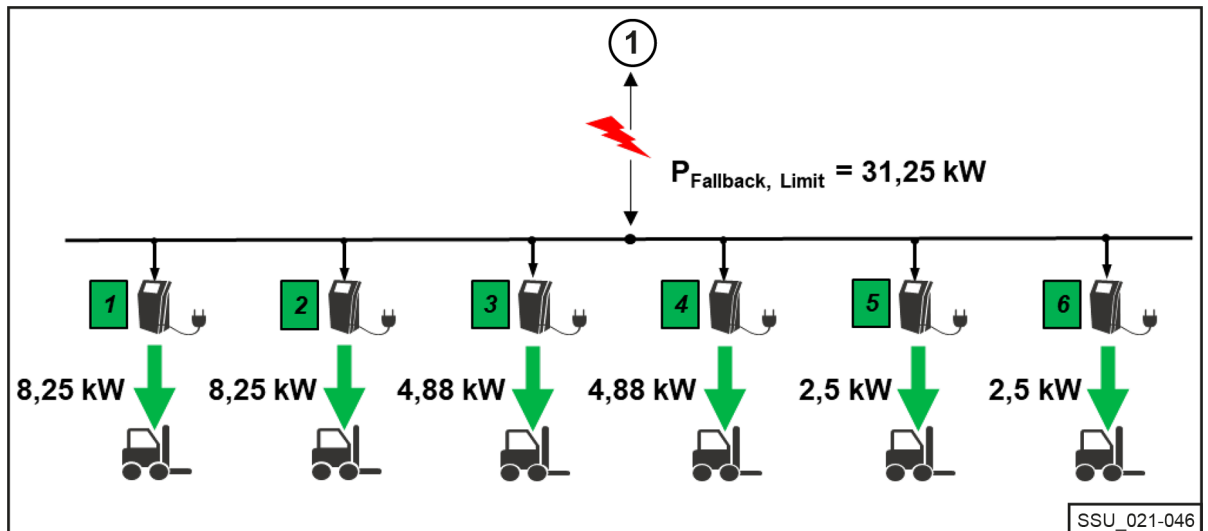 1
P Fallback, Limit = 31,25 kW
1 2 3 4 5 6
8,25 kW 8,25 kW 4,88 kW 4,88 kW 2,5 kW 2,5 kW
SSU_021-046